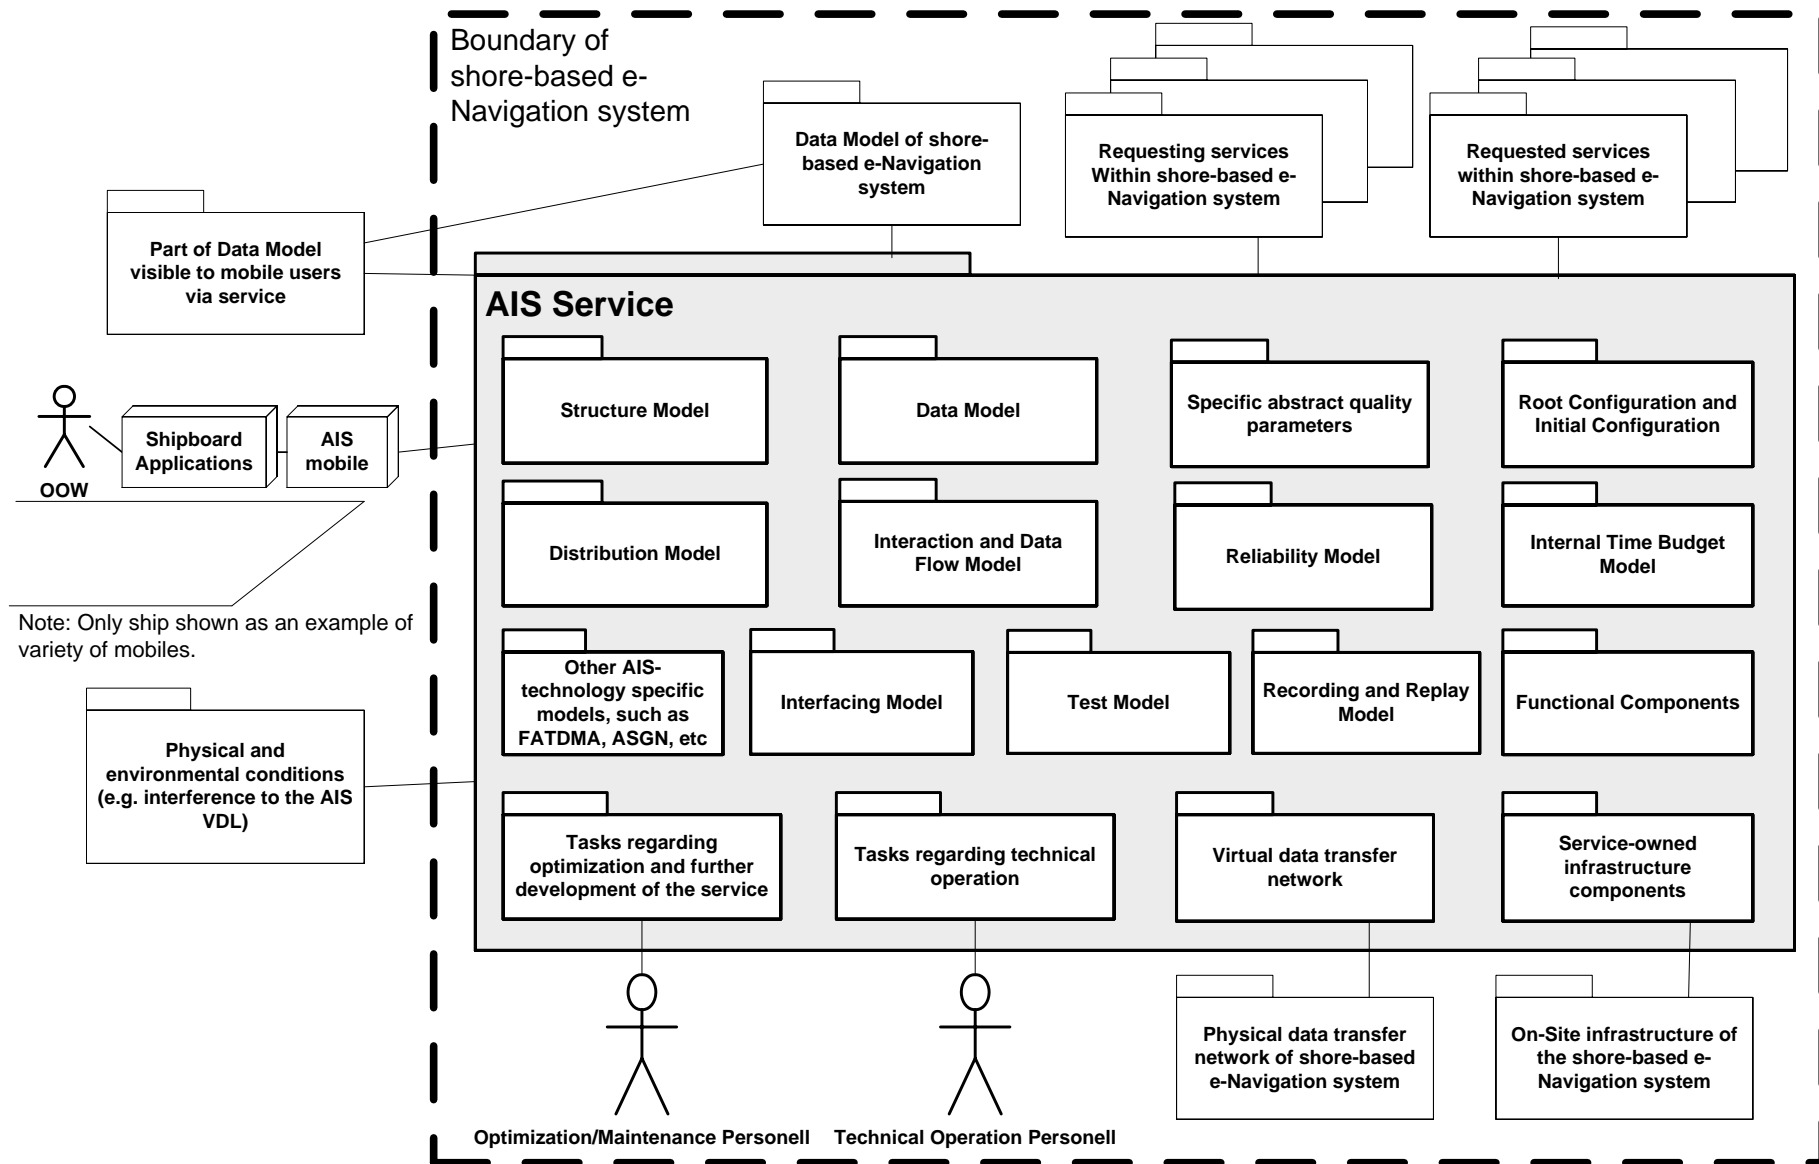 Boundary of
shore-based e-
Navigation system
Data Model of shore-
based e-Navigation
system
Requesting services
Within shore-based e-
Navigation system
Requested services
within shore-based e-
Navigation system
Part of Data Model
visible to mobile users
via service
AIS Service
Structure Model
Data Model
Specific abstract quality
parameters
Root Configuration and
Initial Configuration
OOW
Shipboard
Applications
AIS
mobile
Distribution Model
Interaction and Data
Flow Model
Reliability Model
Internal Time Budget
Model
Note: Only ship shown as an example of
variety of mobiles.
Other AIS-
technology specific
models, such as
FATDMA, ASGN, etc
Interfacing Model
Test Model
Recording and Replay
Model
Functional Components
Physical and
environmental conditions
(e.g. interference to the AIS
VDL)
Tasks regarding
optimization and further
development of the service
Tasks regarding technical
operation
Virtual data transfer
network
Service-owned
infrastructure
components
Physical data transfer
network of shore-based
e-Navigation system
On-Site infrastructure of
the shore-based e-
Navigation system
Optimization/Maintenance Personell
Technical Operation Personell